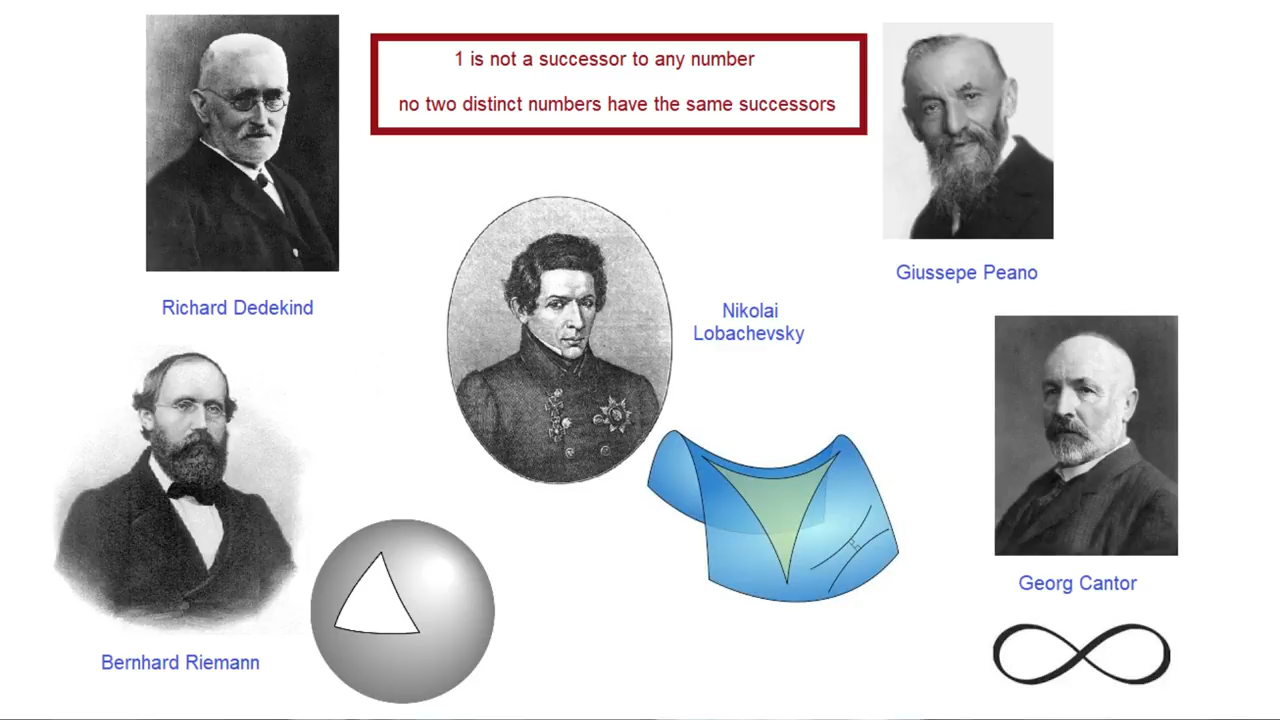 1 is not a successor to any number
no two distinct numbers have the same successors
Richard Dedekind
Giussepe Peano
Nikolai
Lobachevsky
Georg Cantor
Bernhard Riemann